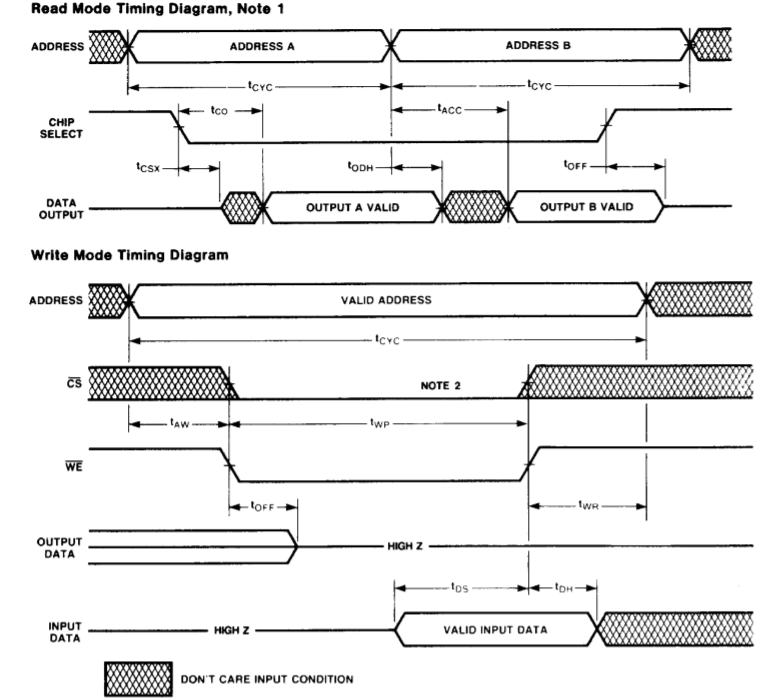 Read Mode Timing Diagram, Note 1
ADDRESS
ADDRESS A
ADDRESS B
tCYC
tCYC
CHIP
SELECT
tCO
tACC
tCSX
tODH
tOFF
DATA
OUTPUT
OUTPUT A VALID
OUTPUT B VALID
Write Mode Timing Diagram
ADDRESS
VALID ADDRESS
tCYC
CS
NOTE 2
tAW
tWP
WE
tOFF
tWR
OUTPUT
DATA
HIGH Z
tDS
tDH
INPUT
DATA
HIGH Z
VALID INPUT DATA
DON'T CARE INPUT CONDITION